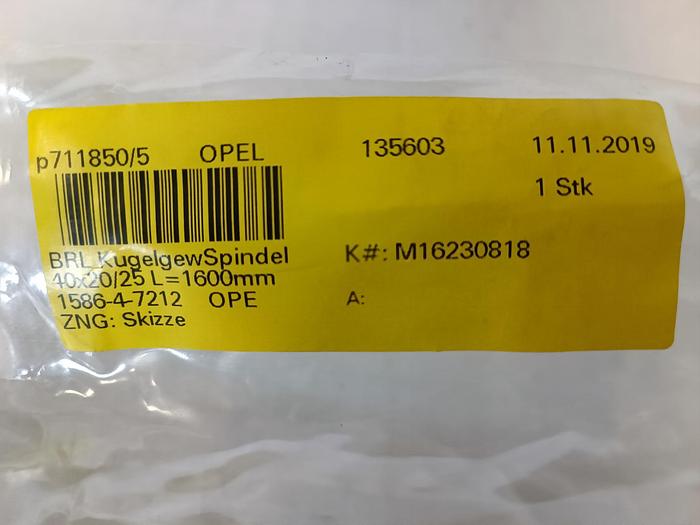 p711850/5 OPEL 135603 11.11.2019
1 Stk
BRL KugelgewSpindel K#: M16230818
40x20/25 L=1600mm
1586-4-7212 OPE A:
ZNG: Skizze